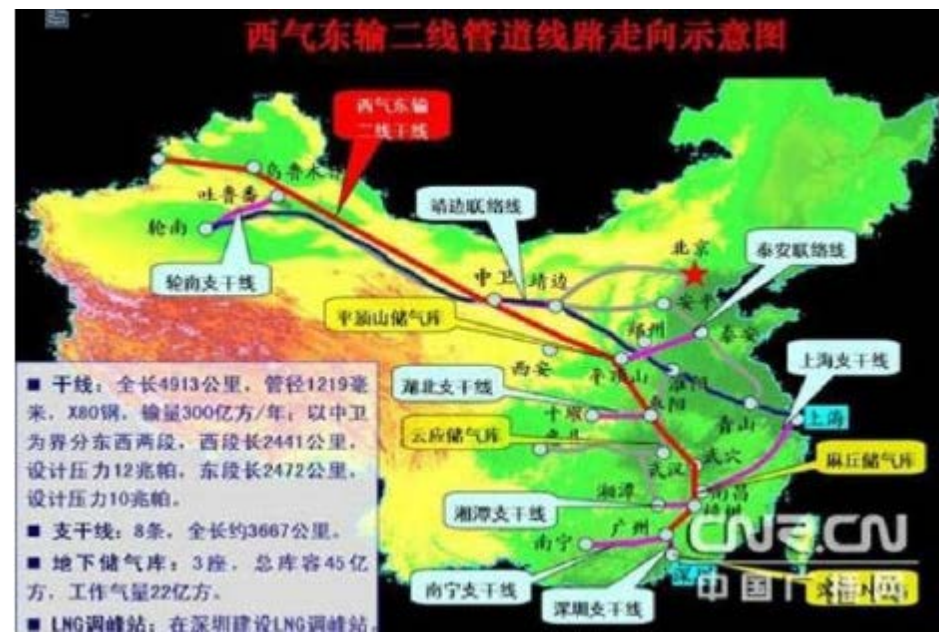 西气东输二线管道线路走向示意图
西气东输
二线干线
乌鲁木齐
吐鲁番
轮南
轮南支干线
靖边联络线
北京
泰安联络线
中卫 靖边
安平
平顶山储气库
郑州
泰安
西安
平顶山
淮阳
上海支干线
湖北支干线
十堰
枣阳
青山
上海
云应储气库
武汉
武穴
麻丘储气库
湘潭
南昌
樟树
湘潭支干线
广州
南宁
深圳
南宁支干线
深圳支干线
■ 干线：全长4913公里，管径1219毫
米，X80钢，输量300亿方/年；以中卫
为界分东西两段，西段长2441公里，
设计压力12兆帕，东段长2472公里，
设计压力10兆帕。
■ 支干线：8条，全长约3667公里。
■ 地下储气库：3座，总库容45亿
方，工作气量22亿方。
■ LNG调峰站：在深圳建设LNG调峰站，
CNR.CN
中国广播网